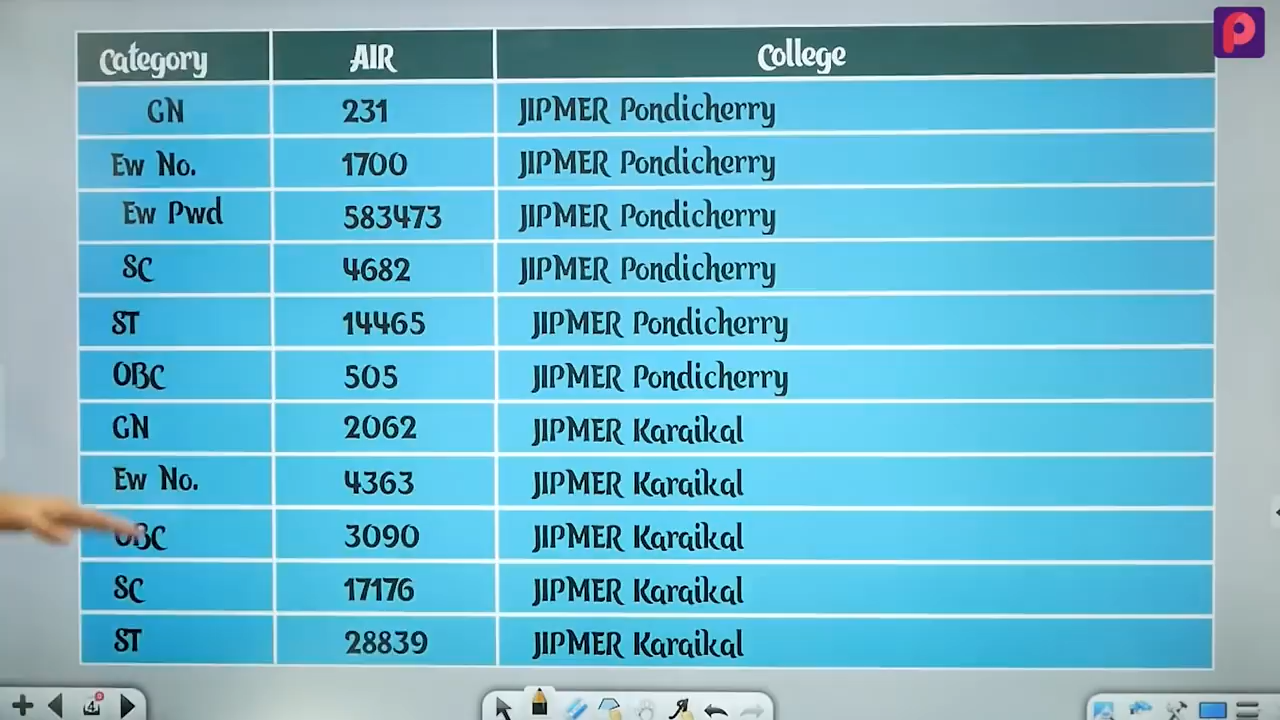 Category AIR College
GN 231 JIPMER Pondicherry
Ew No. 1700 JIPMER Pondicherry
Ew Pwd 583473 JIPMER Pondicherry
SC 4682 JIPMER Pondicherry
ST 14465 JIPMER Pondicherry
OBC 505 JIPMER Pondicherry
GN 2062 JIPMER Karaikal
Ew No. 4363 JIPMER Karaikal
OBC 3090 JIPMER Karaikal
SC 17176 JIPMER Karaikal
ST 28839 JIPMER Karaikal
4